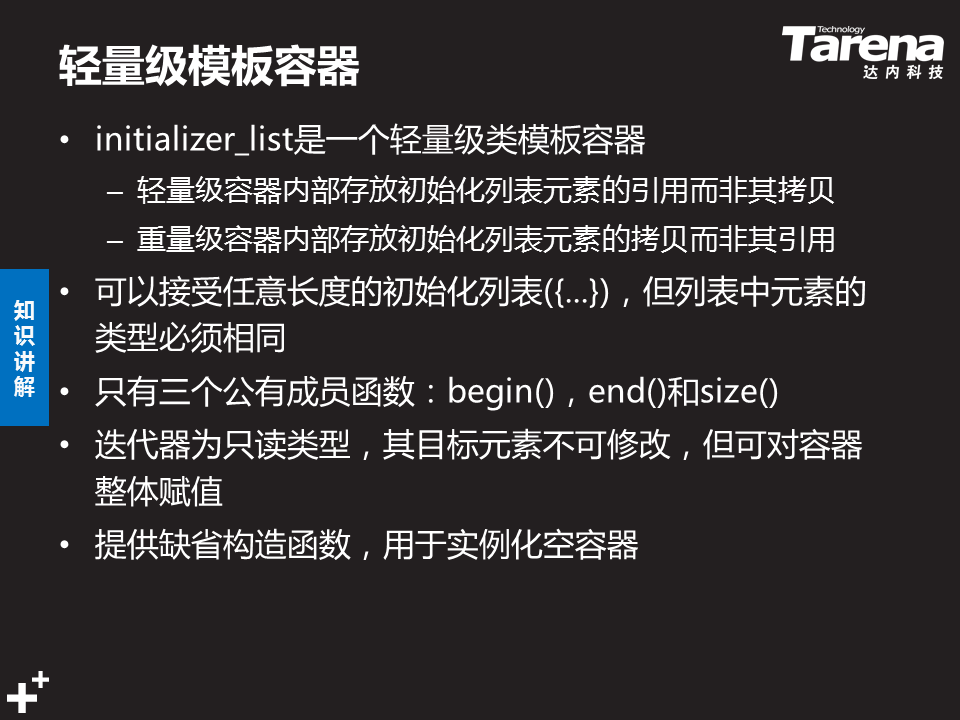 轻量级模板容器
Technology
Tarena
达内科技
• initializer_list是一个轻量级类模板容器
– 轻量级容器内部存放初始化列表元素的引用而非其拷贝
– 重量级容器内部存放初始化列表元素的拷贝而非其引用
• 可以接受任意长度的初始化列表({...})，但列表中元素的
类型必须相同
• 只有三个公有成员函数：begin()，end()和size()
• 迭代器为只读类型，其目标元素不可修改，但可对容器
整体赋值
• 提供缺省构造函数，用于实例化空容器
知
识
讲
解